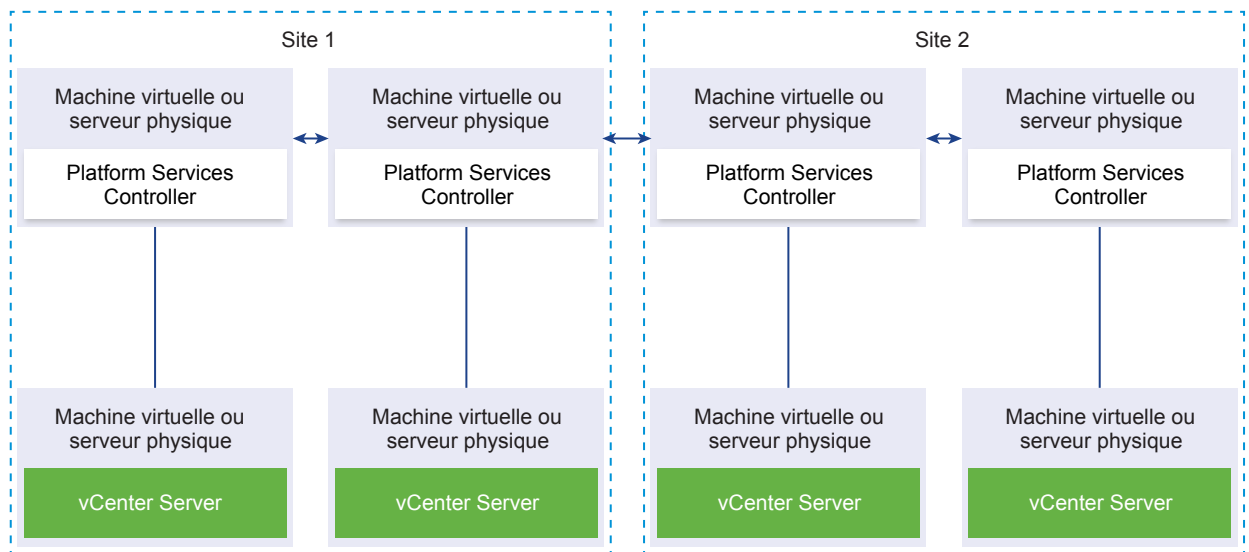 Site 1
Site 2
Machine virtuelle ou
serveur physique
Platform Services
Controller
Machine virtuelle ou
serveur physique
Platform Services
Controller
Machine virtuelle ou
serveur physique
Platform Services
Controller
Machine virtuelle ou
serveur physique
Platform Services
Controller
Machine virtuelle ou
serveur physique
vCenter Server
Machine virtuelle ou
serveur physique
vCenter Server
Machine virtuelle ou
serveur physique
vCenter Server
Machine virtuelle ou
serveur physique
vCenter Server